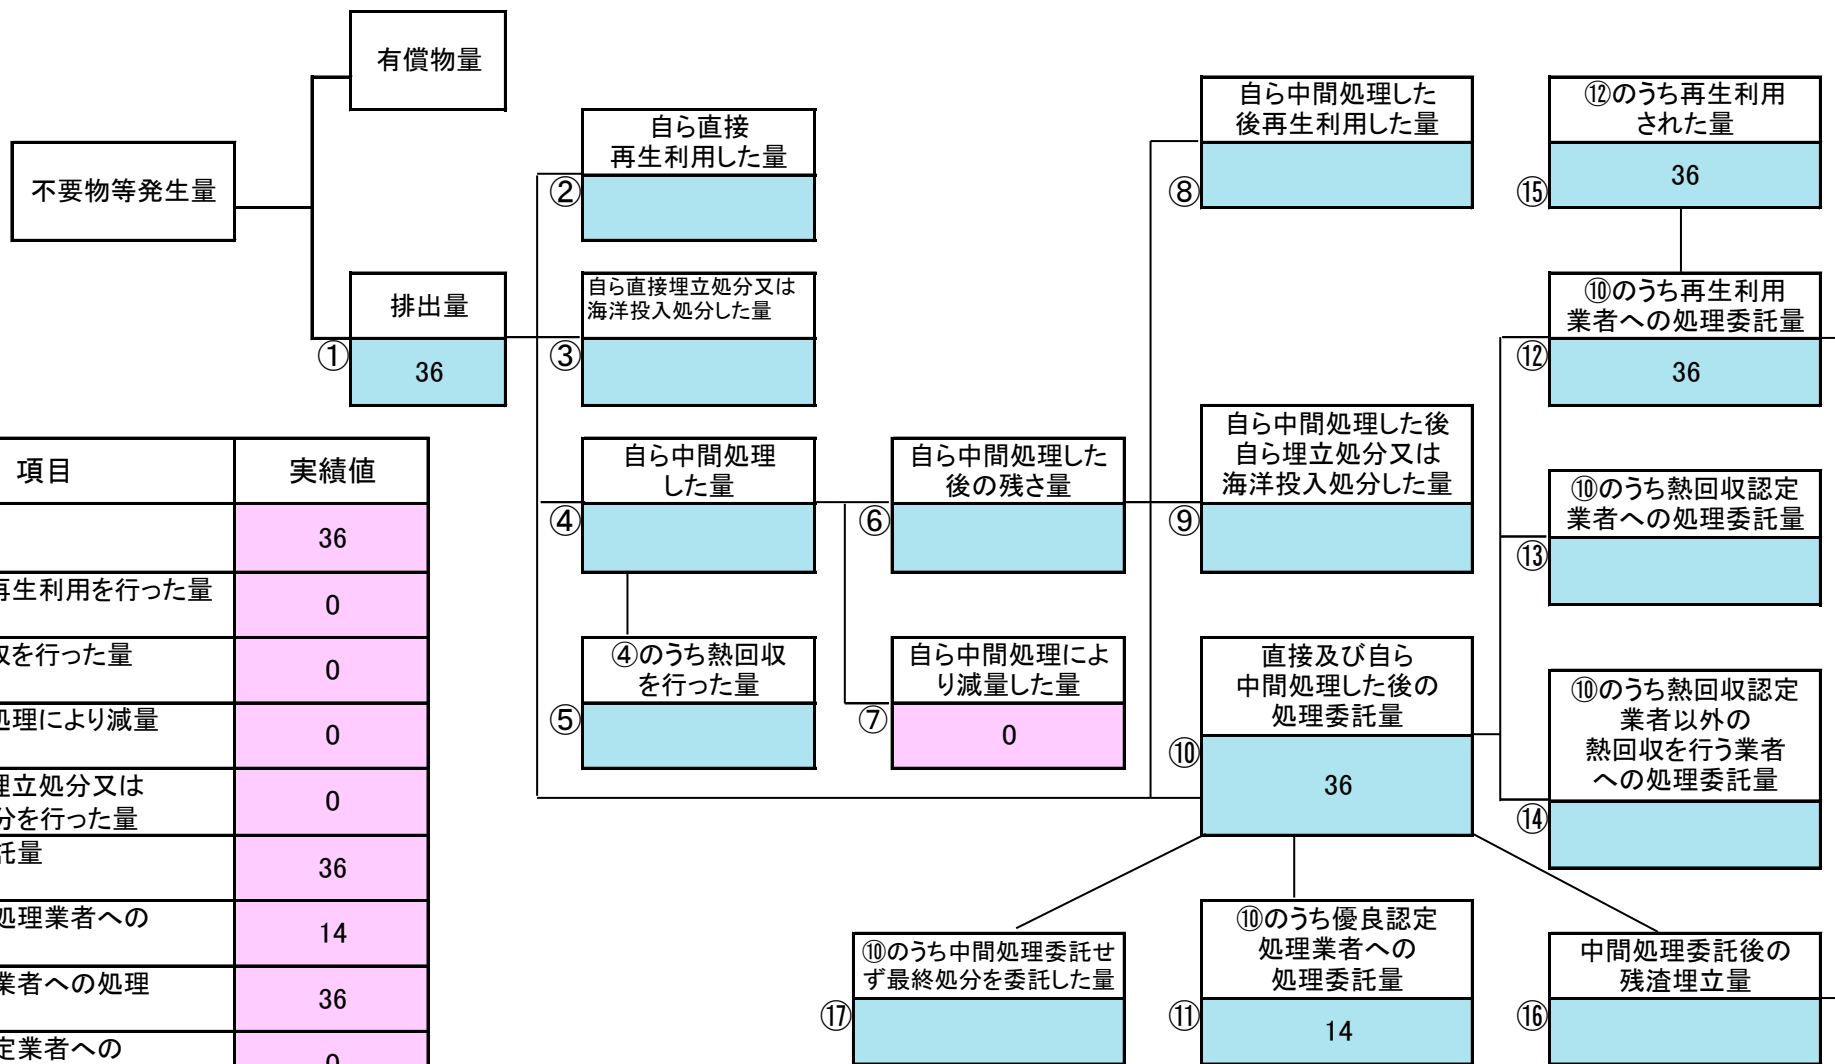 有償物量
不要物等発生量
排出量
①
36
自ら直接
再生利用した量
②
自ら直接埋立処分又は
海洋投入処分した量
③
自ら中間処理
した量
④
④のうち熱回収
を行った量
⑤
自ら中間処理した
後の残さ量
⑥
自ら中間処理によ
り減量した量
⑦
0
自ら中間処理した
後再生利用した量
⑧
自ら中間処理した後
自ら埋立処分又は
海洋投入処分した量
⑨
直接及び自ら
中間処理した後の
処理委託量
⑩
36
⑫のうち再生利用
された量
⑮
36
⑩のうち再生利用
業者への処理委託量
⑫
36
⑩のうち熱回収認定
業者への処理委託量
⑬
⑩のうち熱回収認定
業者以外の
熱回収を行う業者
への処理委託量
⑭
⑩のうち中間処理委託せ
ず最終処分を委託した量
⑰
⑩のうち優良認定
処理業者への
処理委託量
⑪
14
中間処理委託後の
残渣埋立量
⑯
項目
実績値
36
再生利用を行った量
0
を行った量
0
処理により減量
0
埋立処分又は
を行った量
0
託量
36
処理業者への
14
業者への処理
36
定業者への
0